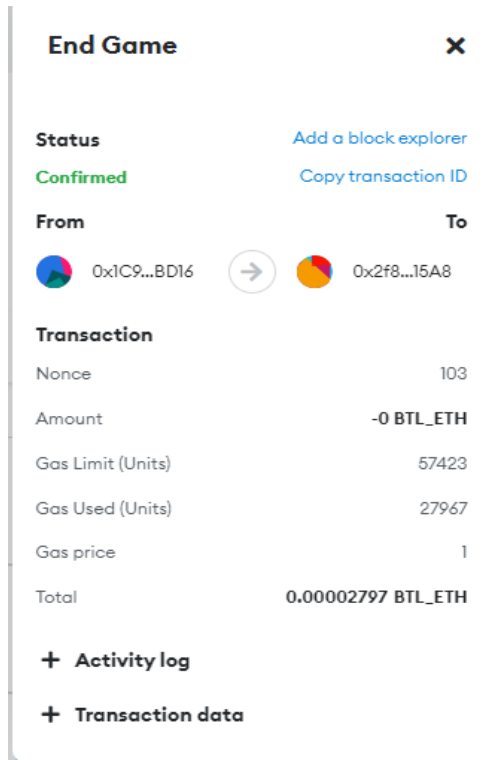 End Game
Status Add a block explorer
Confirmed Copy transaction ID
From To
0x1C9...BD16 0x2f8...15A8
Transaction
Nonce 103
Amount -0 BTL_ETH
Gas Limit (Units) 57423
Gas Used (Units) 27967
Gas price 1
Total 0.00002797 BTL_ETH
+ Activity log
+ Transaction data